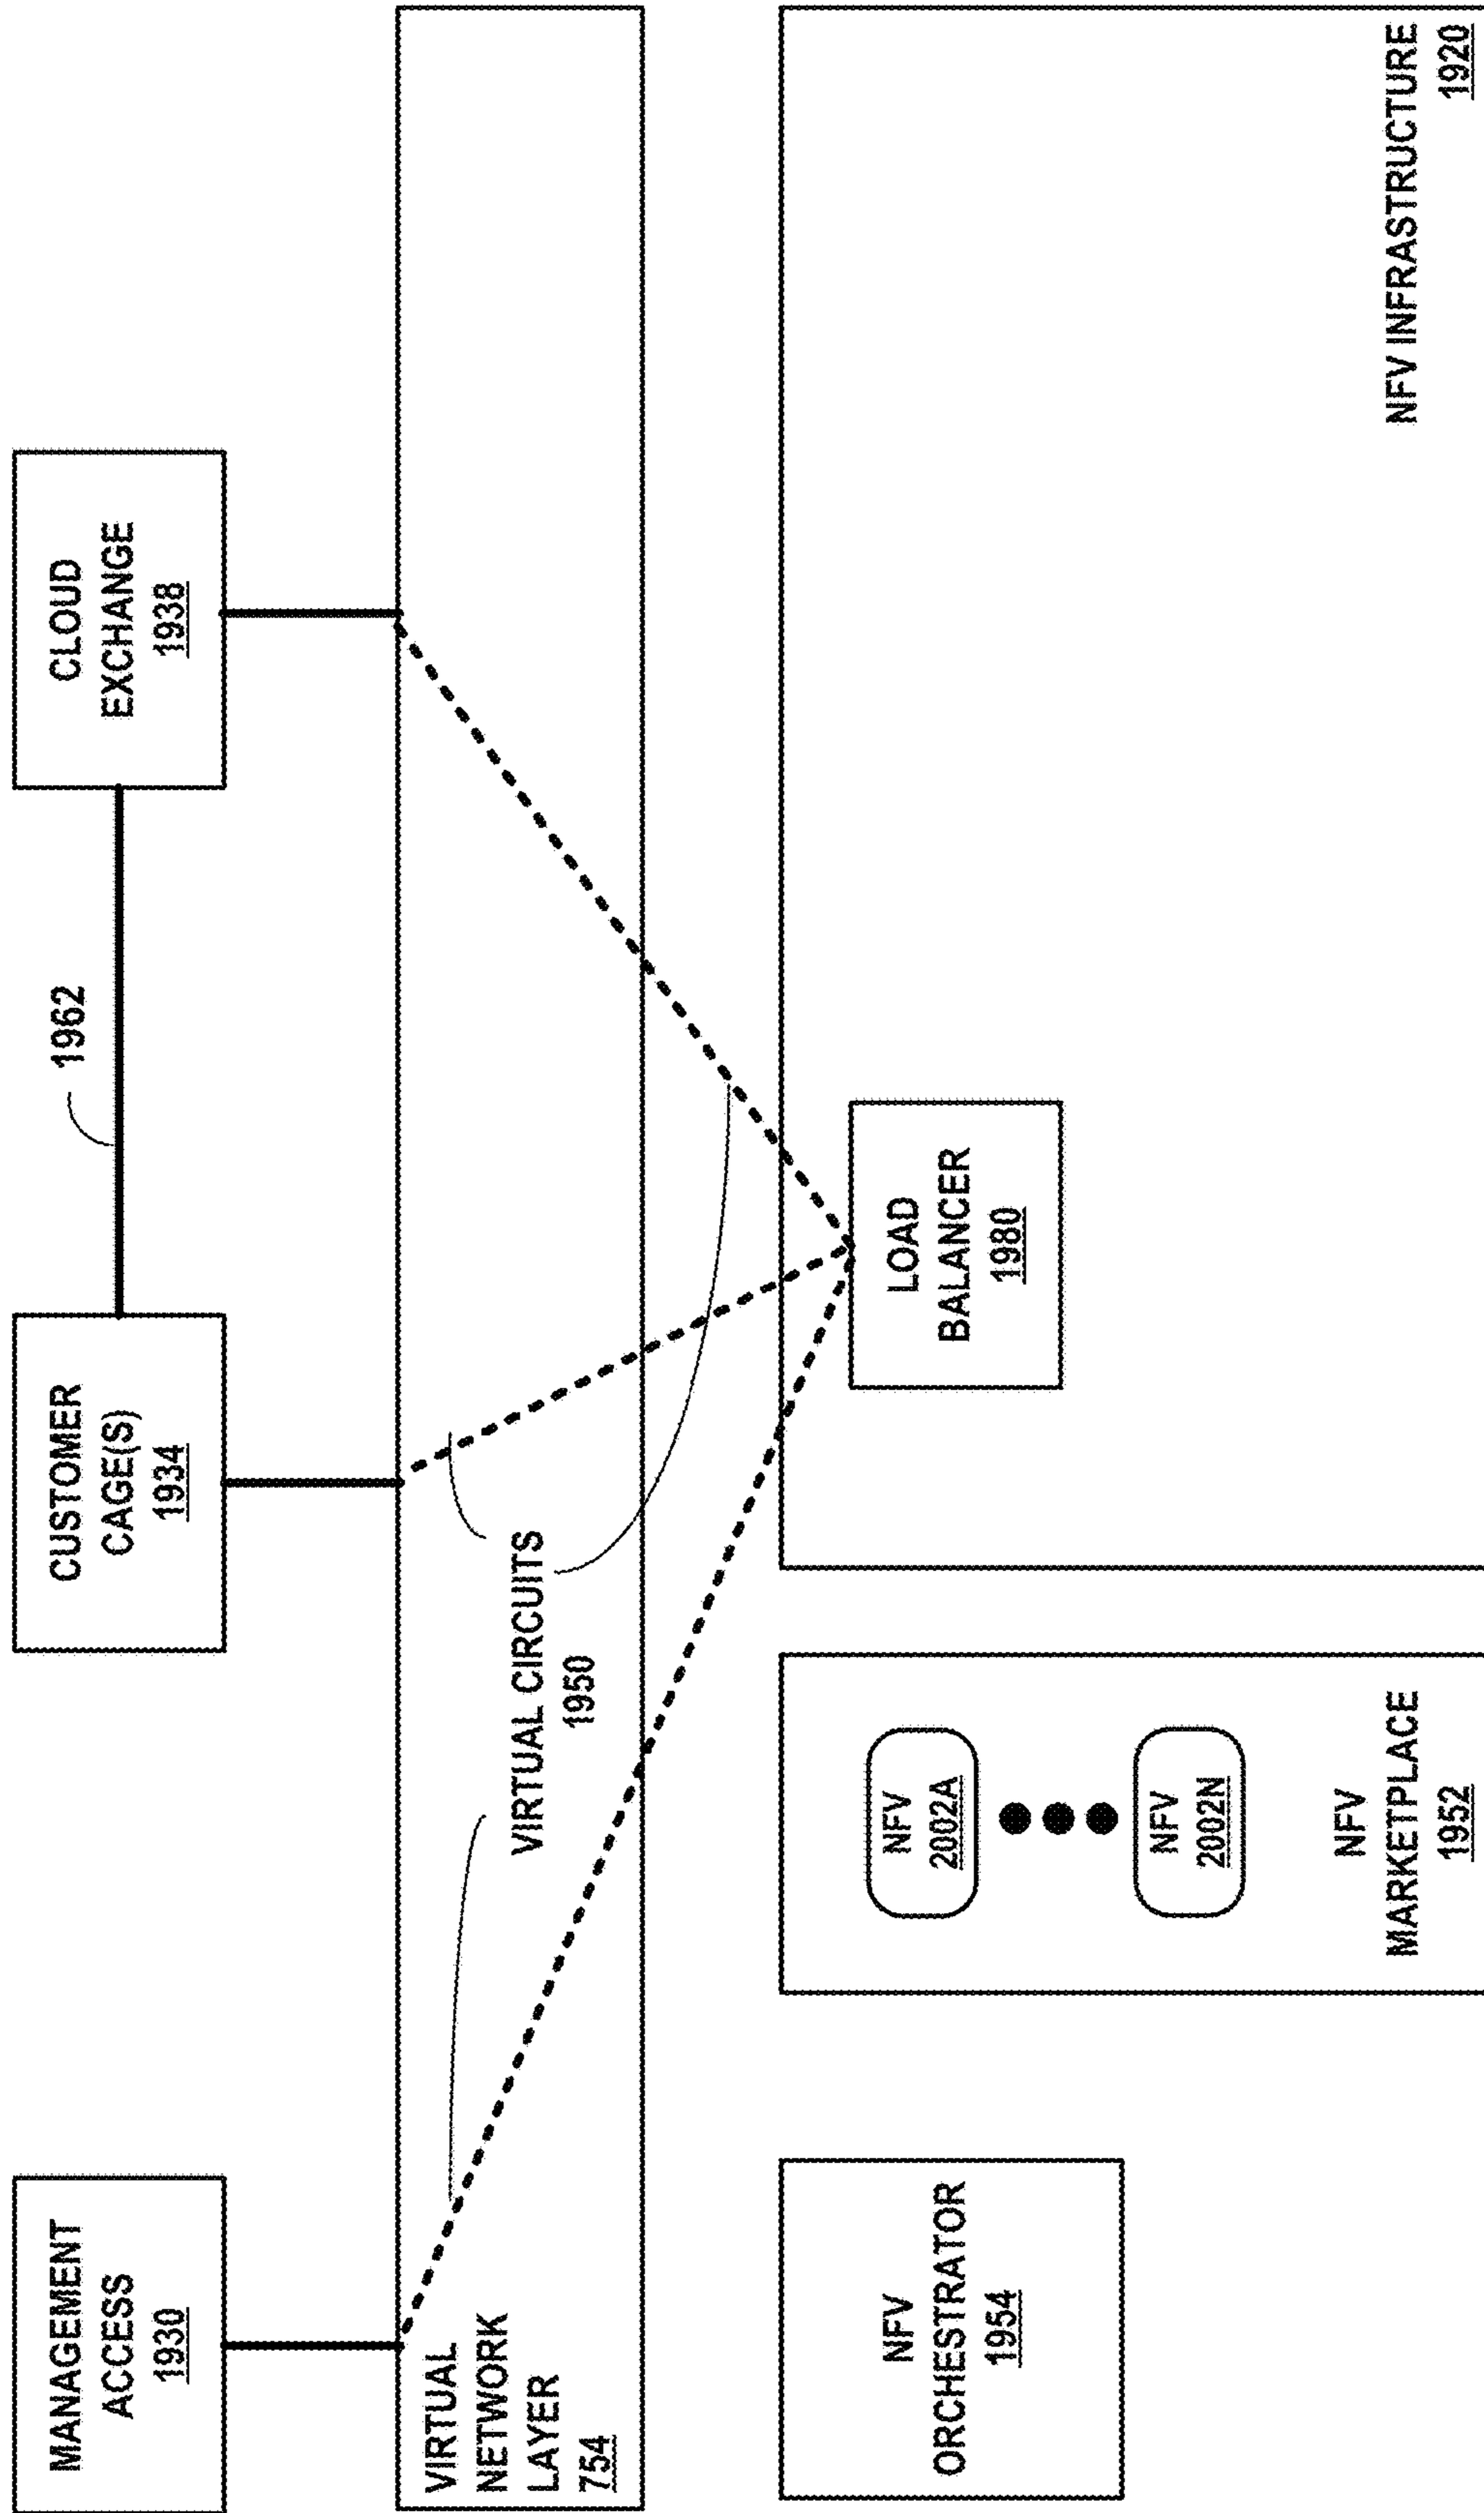 MANAGEMENT
ACCESS
1930
CUSTOMER
CAGE(S)
1934
1962
CLOUD
EXCHANGE
1938
VIRTUAL
NETWORK
LAYER
754
VIRTUAL CIRCUITS
1950
NFV
ORCHESTRATOR
1954
NFV
2002A
NFV
2002N
NFV
MARKETPLACE
1952
LOAD
BALANCER
1980
NFV INFRASTRUCTURE
1920